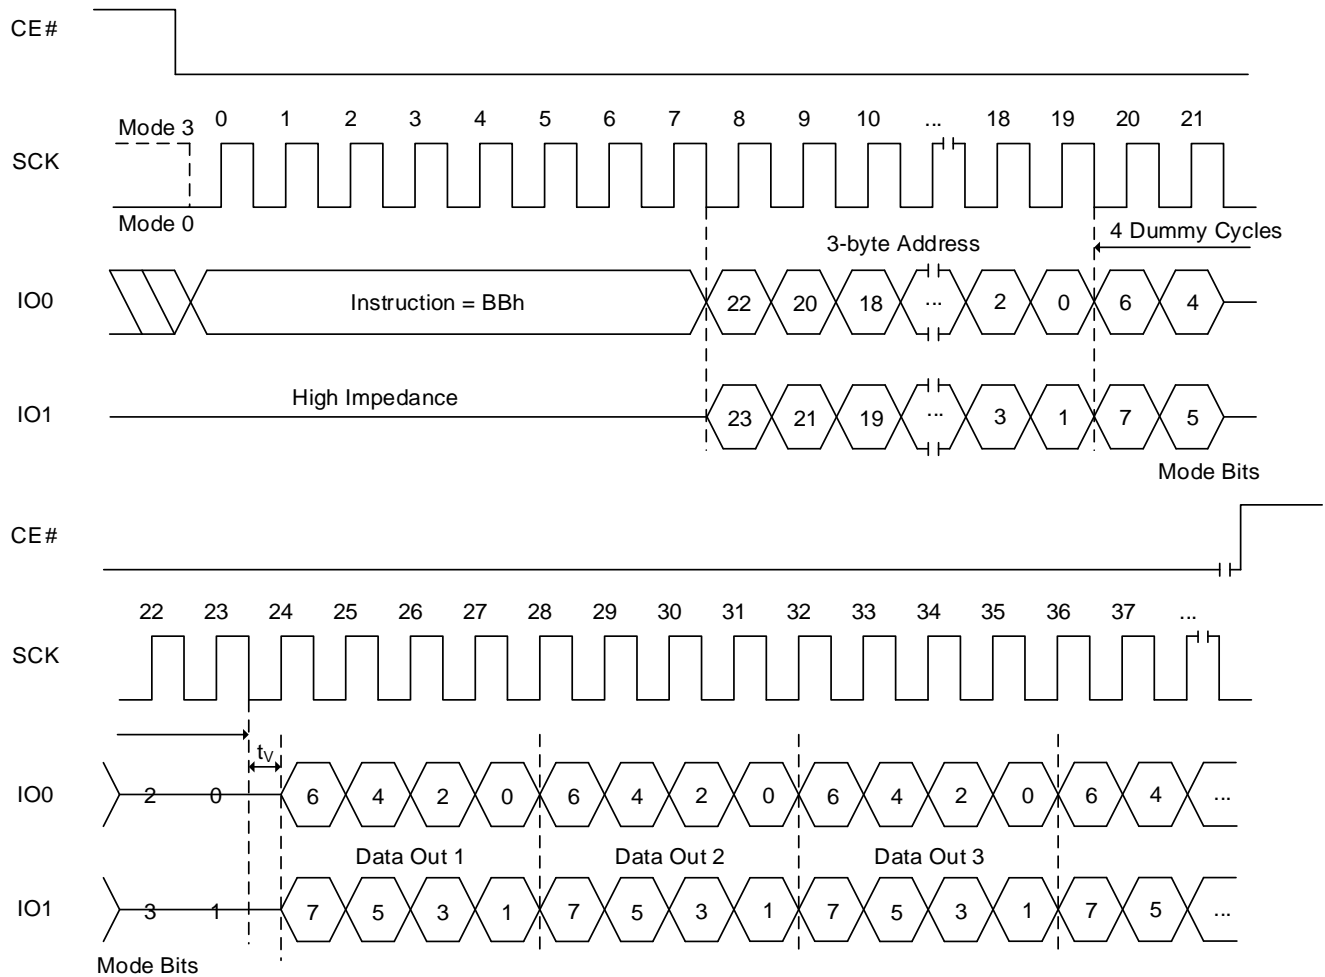 CE#
Mode 3 0 1 2 3 4 5 6 7 8 9 10 ... 18 19 20 21
SCK
Mode 0
3-byte Address 4 Dummy Cycles
IO0 Instruction = BBh 22 20 18 ... 2 0 6 4
High Impedance
IO1 23 21 19 ... 3 1 7 5
Mode Bits
CE#
22 23 24 25 26 27 28 29 30 31 32 33 34 35 36 37 ...
SCK
tV
IO0 2 0 6 4 2 0 6 4 2 0 6 4 2 0 6 4 ...
Data Out 1 Data Out 2 Data Out 3
IO1 3 1 7 5 3 1 7 5 3 1 7 5 3 1 7 5 ...
Mode Bits